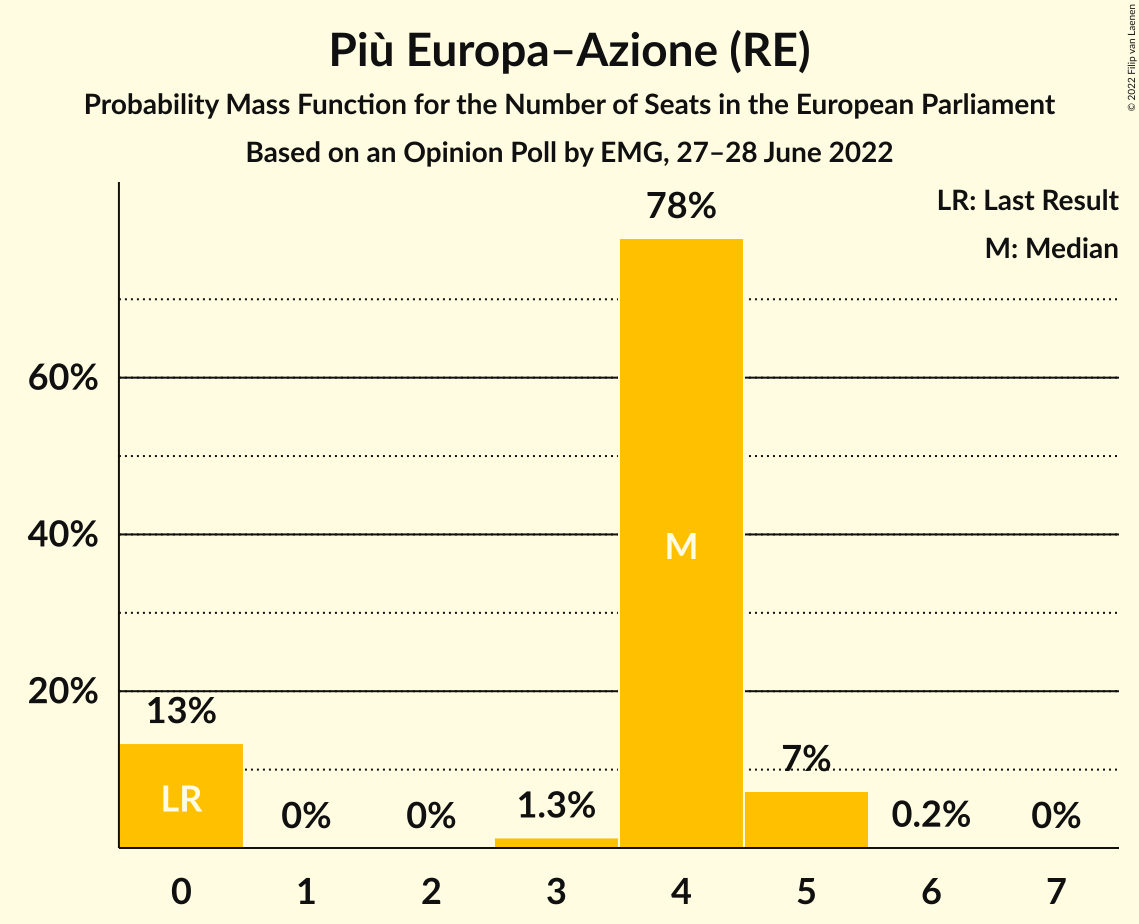 Più Europa–Azione (RE)
Probability Mass Function for the Number of Seats in the European Parliament
Based on an Opinion Poll by EMG, 27–28 June 2022
© 2022 Filip van Laenen
LR: Last Result
M: Median
78%
60%
40%
M
20%
13%
7%
LR
0%
0%
1.3%
0.2%
0%
0 1 2 3 4 5 6 7